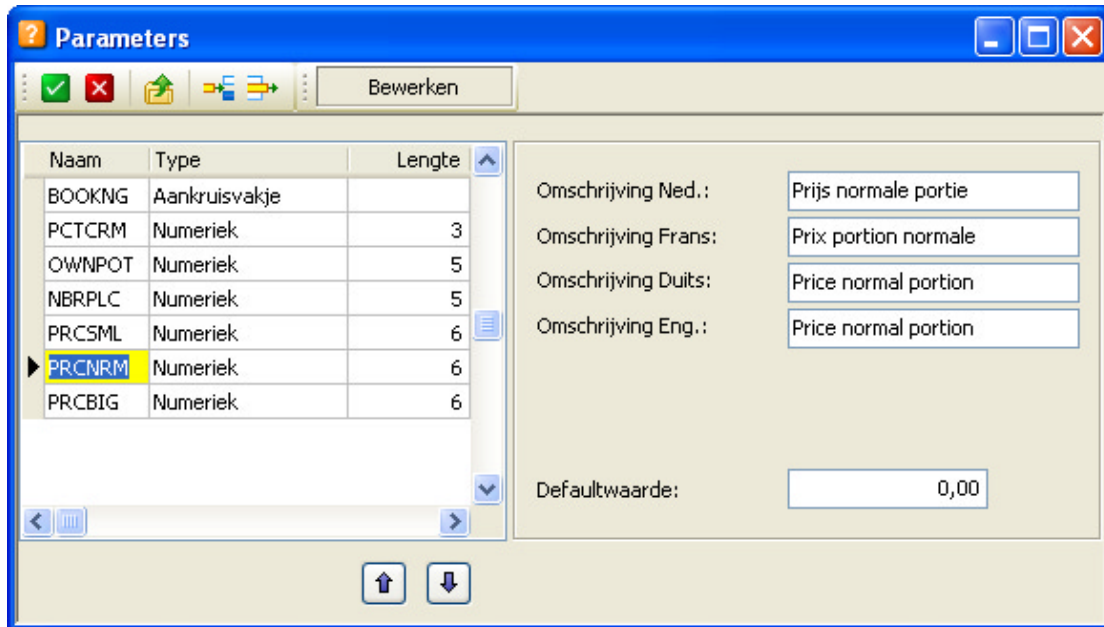 Parameters
Bewerken
Naam Type Lengte
BOOKNG Aankruisvakje
PCTCRM Numeriek 3
OWNPOT Numeriek 5
NBRPLC Numeriek 5
PRCSML Numeriek 6
PRCNRM Numeriek 6
PRCBIG Numeriek 6
Omschrijving Ned.: Prijs normale portie
Omschrijving Frans: Prix portion normale
Omschrijving Duits: Price normal portion
Omschrijving Eng.: Price normal portion
Defaultwaarde: 0,00